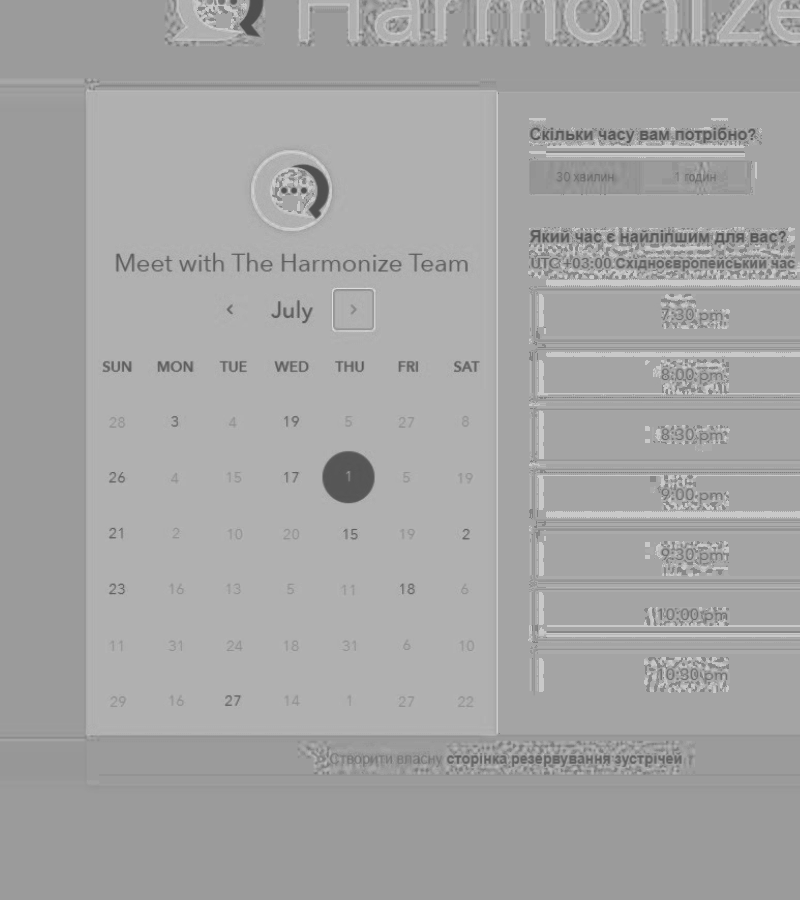 Harmonize
Meet with The Harmonize Team
July
SUN MON TUE WED THU FRI SAT
28 3 4 19 5 27 8
26 4 15 17 1 5 19
21 2 10 20 15 19 2
23 16 13 5 11 18 6
11 31 24 18 31 6 10
29 16 27 14 1 27 22
Скільки часу вам потрібно?
30 хвилин 1 годин
Який час є найліпшим для вас?
UTC +03:00 Східноєвропейський час
7:30 pm
8:00 pm
8:30 pm
9:00 pm
9:30 pm
10:00 pm
10:30 pm
Створити власну сторінка резервування зустрічей